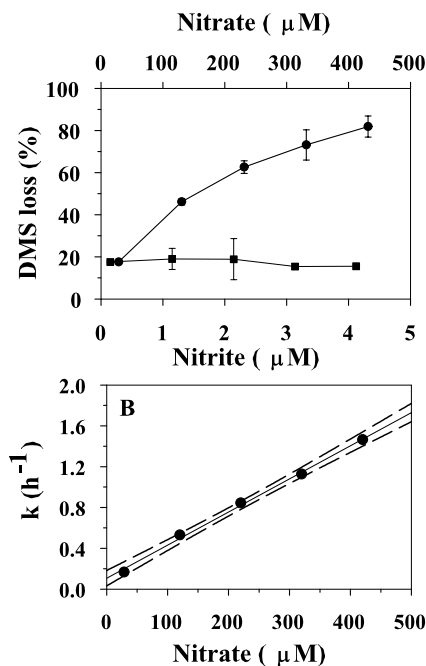 Nitrate ( μM)
0 100 200 300 400 500
DMS loss (%)
100
80
60
40
20
0
0 1 2 3 4 5
Nitrite ( μM)
B
k (h⁻¹)
2.0
1.6
1.2
0.8
0.4
0.0
0 100 200 300 400 500
Nitrate ( μM)